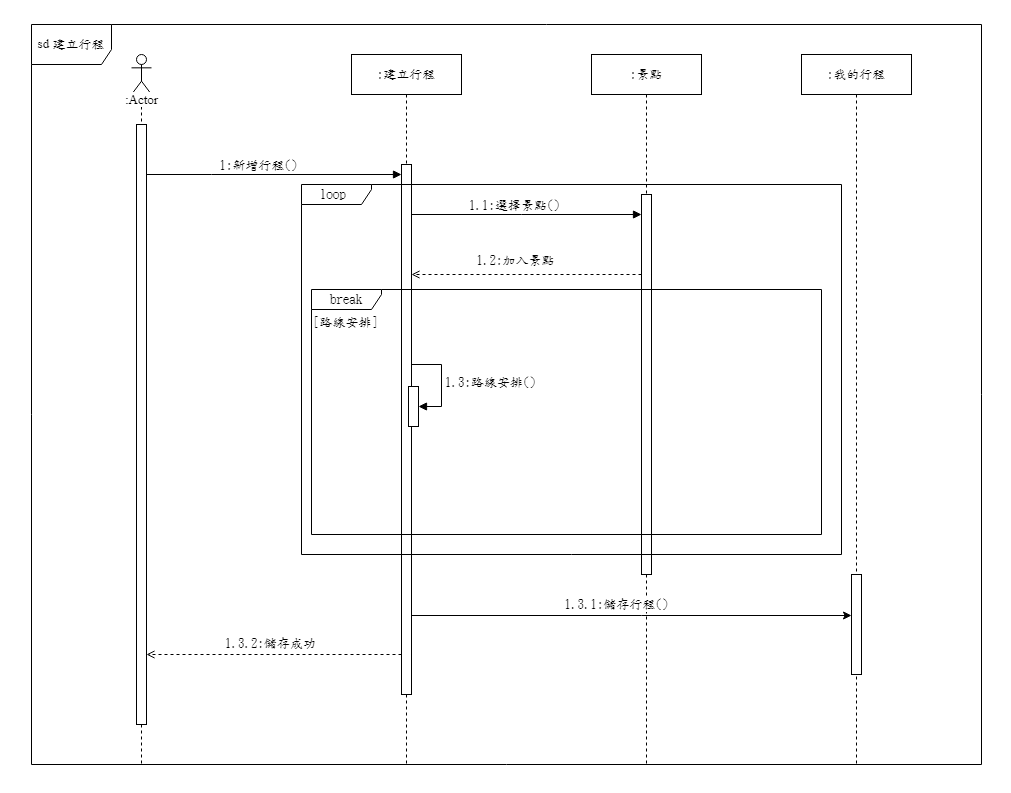 sd 建立行程
:Actor
:建立行程
:景點
:我的行程
1:新增行程()
loop
1.1:選擇景點()
1.2:加入景點
break
[路線安排]
1.3:路線安排()
1.3.1:儲存行程()
1.3.2:儲存成功